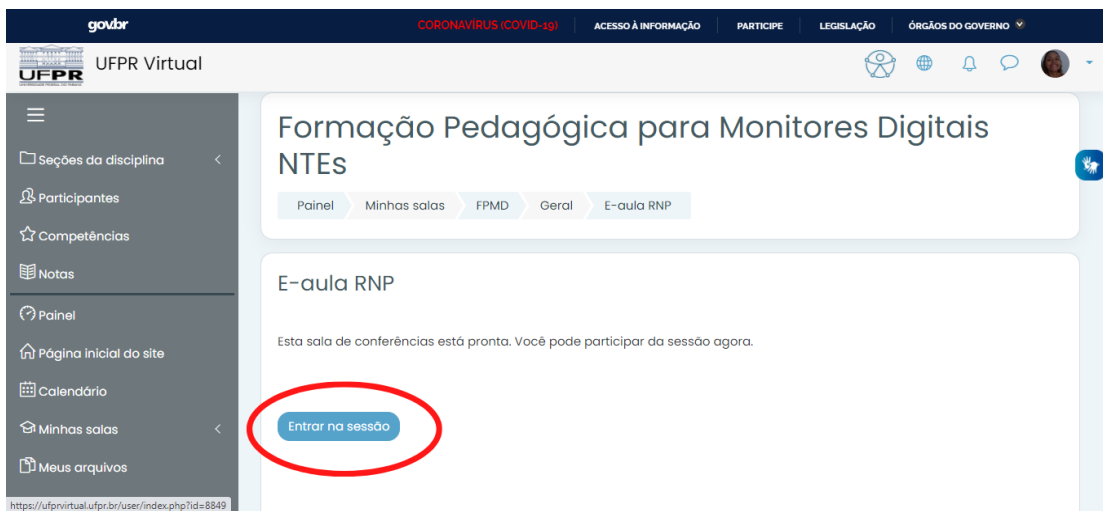 gov.br
CORONAVÍRUS (COVID-19)
ACESSO À INFORMAÇÃO
PARTICIPE
LEGISLAÇÃO
ÓRGÃOS DO GOVERNO
UFPR
UFPR Virtual
Seções da disciplina
Participantes
Competências
Notas
Painel
Página inicial do site
Calendário
Minhas salas
Meus arquivos
https://ufprvirtual.ufpr.br/user/index.php?id=8849
Formação Pedagógica para Monitores Digitais
NTEs
Painel
Minhas salas
FPMD
Geral
E-aula RNP
E-aula RNP
Esta sala de conferências está pronta. Você pode participar da sessão agora.
Entrar na sessão